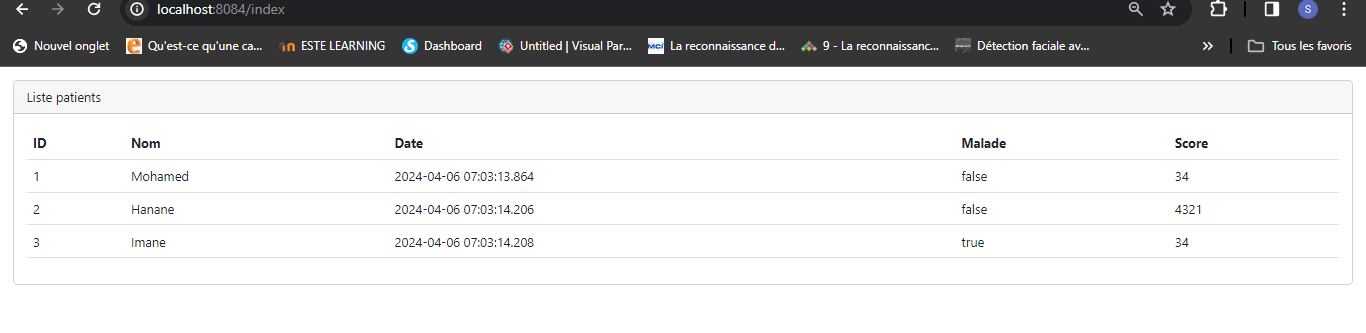 localhost:8084/index
S
Nouvel onglet Qu'est-ce qu'une ca... ESTE LEARNING Dashboard Untitled | Visual Par... La reconnaissance d... 9 - La reconnaissanc... Détection faciale av... » Tous les favoris
Liste patients
ID Nom Date Malade Score
1 Mohamed 2024-04-06 07:03:13.864 false 34
2 Hanane 2024-04-06 07:03:14.206 false 4321
3 Imane 2024-04-06 07:03:14.208 true 34